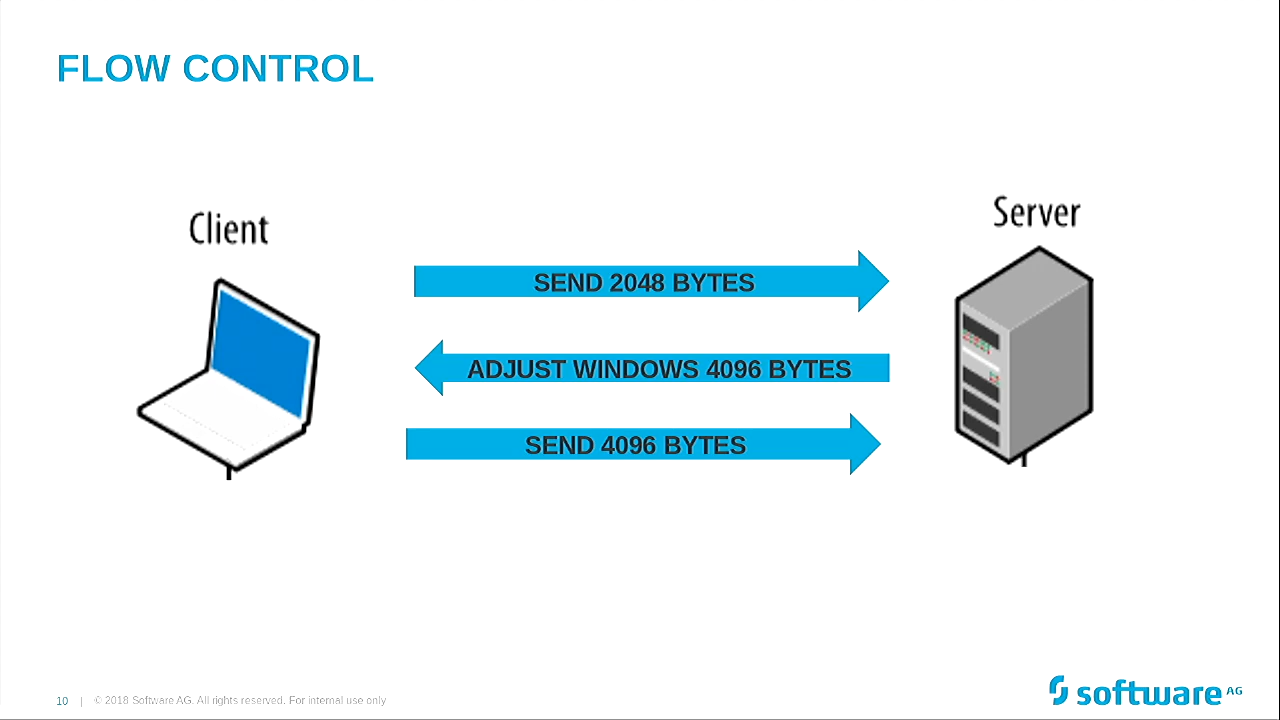 FLOW CONTROL
Client
Server
SEND 2048 BYTES
ADJUST WINDOWS 4096 BYTES
SEND 4096 BYTES
10 | © 2018 Software AG. All rights reserved. For internal use only
software AG